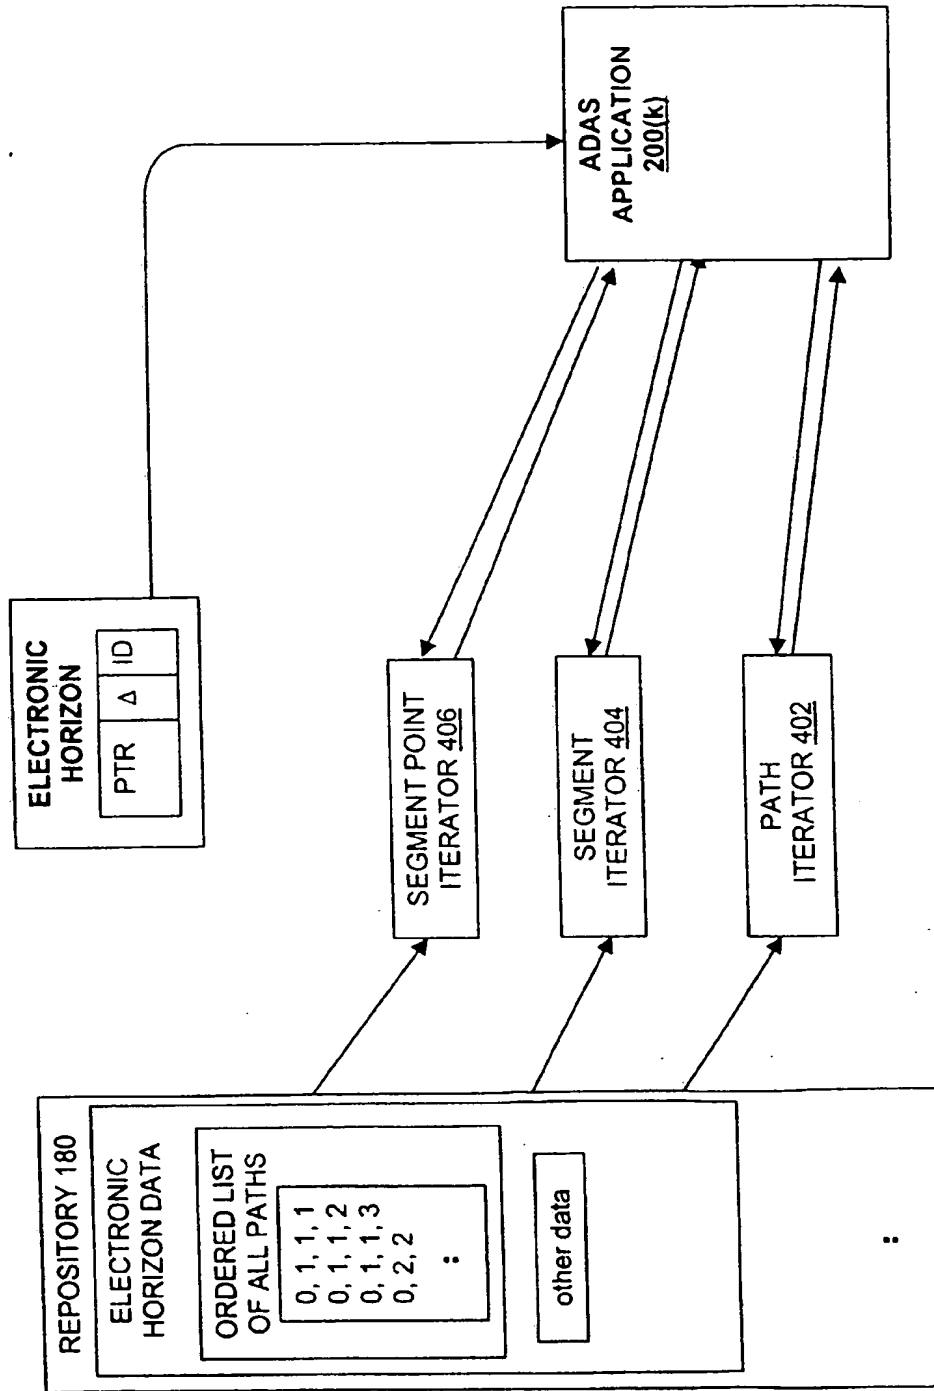 REPOSITORY 180
ELECTRONIC
HORIZON DATA
ORDERED LIST
OF ALL PATHS
0, 1, 1, 1
0, 1, 1, 2
0, 1, 1, 3
0, 2, 2
:
other data
:
ELECTRONIC
HORIZON
PTR Δ ID
SEGMENT POINT
ITERATOR 406
SEGMENT
ITERATOR 404
PATH
ITERATOR 402
ADAS
APPLICATION
200(k)